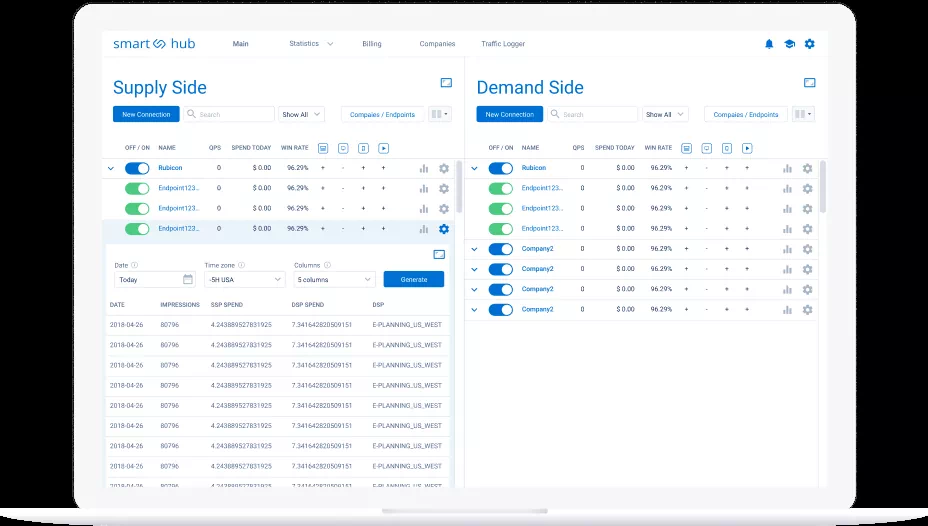 smart hub Main Statistics Billing Companies Traffic Logger
Supply Side
New Connection Search Show All Compaies / Endpoints
OFF / ON NAME QPS SPEND TODAY WIN RATE
Rubicon 0 $ 0.00 96.29% + - + +
Endpoint123... 0 $ 0.00 96.29% + - + +
Endpoint123... 0 $ 0.00 96.29% + - + +
Endpoint123... 0 $ 0.00 96.29% + - + +
Date Time zone Columns
Today -5H USA 5 columns Generate
DATE IMPRESSIONS SSP SPEND DSP SPEND DSP
2018-04-26 80796 4.243889527831925 7.341642820509151 E-PLANNING_US_WEST
2018-04-26 80796 4.243889527831925 7.341642820509151 E-PLANNING_US_WEST
2018-04-26 80796 4.243889527831925 7.341642820509151 E-PLANNING_US_WEST
2018-04-26 80796 4.243889527831925 7.341642820509151 E-PLANNING_US_WEST
2018-04-26 80796 4.243889527831925 7.341642820509151 E-PLANNING_US_WEST
2018-04-26 80796 4.243889527831925 7.341642820509151 E-PLANNING_US_WEST
2018-04-26 80796 4.243889527831925 7.341642820509151 E-PLANNING_US_WEST
2018-04-26 80796 4.243889527831925 7.341642820509151 E-PLANNING_US_WEST
2018-04-26 80796 4.243889527831925 7.341642820509151 E-PLANNING_US_WEST
Demand Side
New Connection Search Show All Compaies / Endpoints
OFF / ON NAME QPS SPEND TODAY WIN RATE
Rubicon 0 $ 0.00 96.29% + - + +
Endpoint123... 0 $ 0.00 96.29% + - + +
Endpoint123... 0 $ 0.00 96.29% + - + +
Endpoint123... 0 $ 0.00 96.29% + - + +
Company2 0 $ 0.00 96.29% + - + +
Company2 0 $ 0.00 96.29% + - + +
Company2 0 $ 0.00 96.29% + - + +
Company2 0 $ 0.00 96.29% + - + +